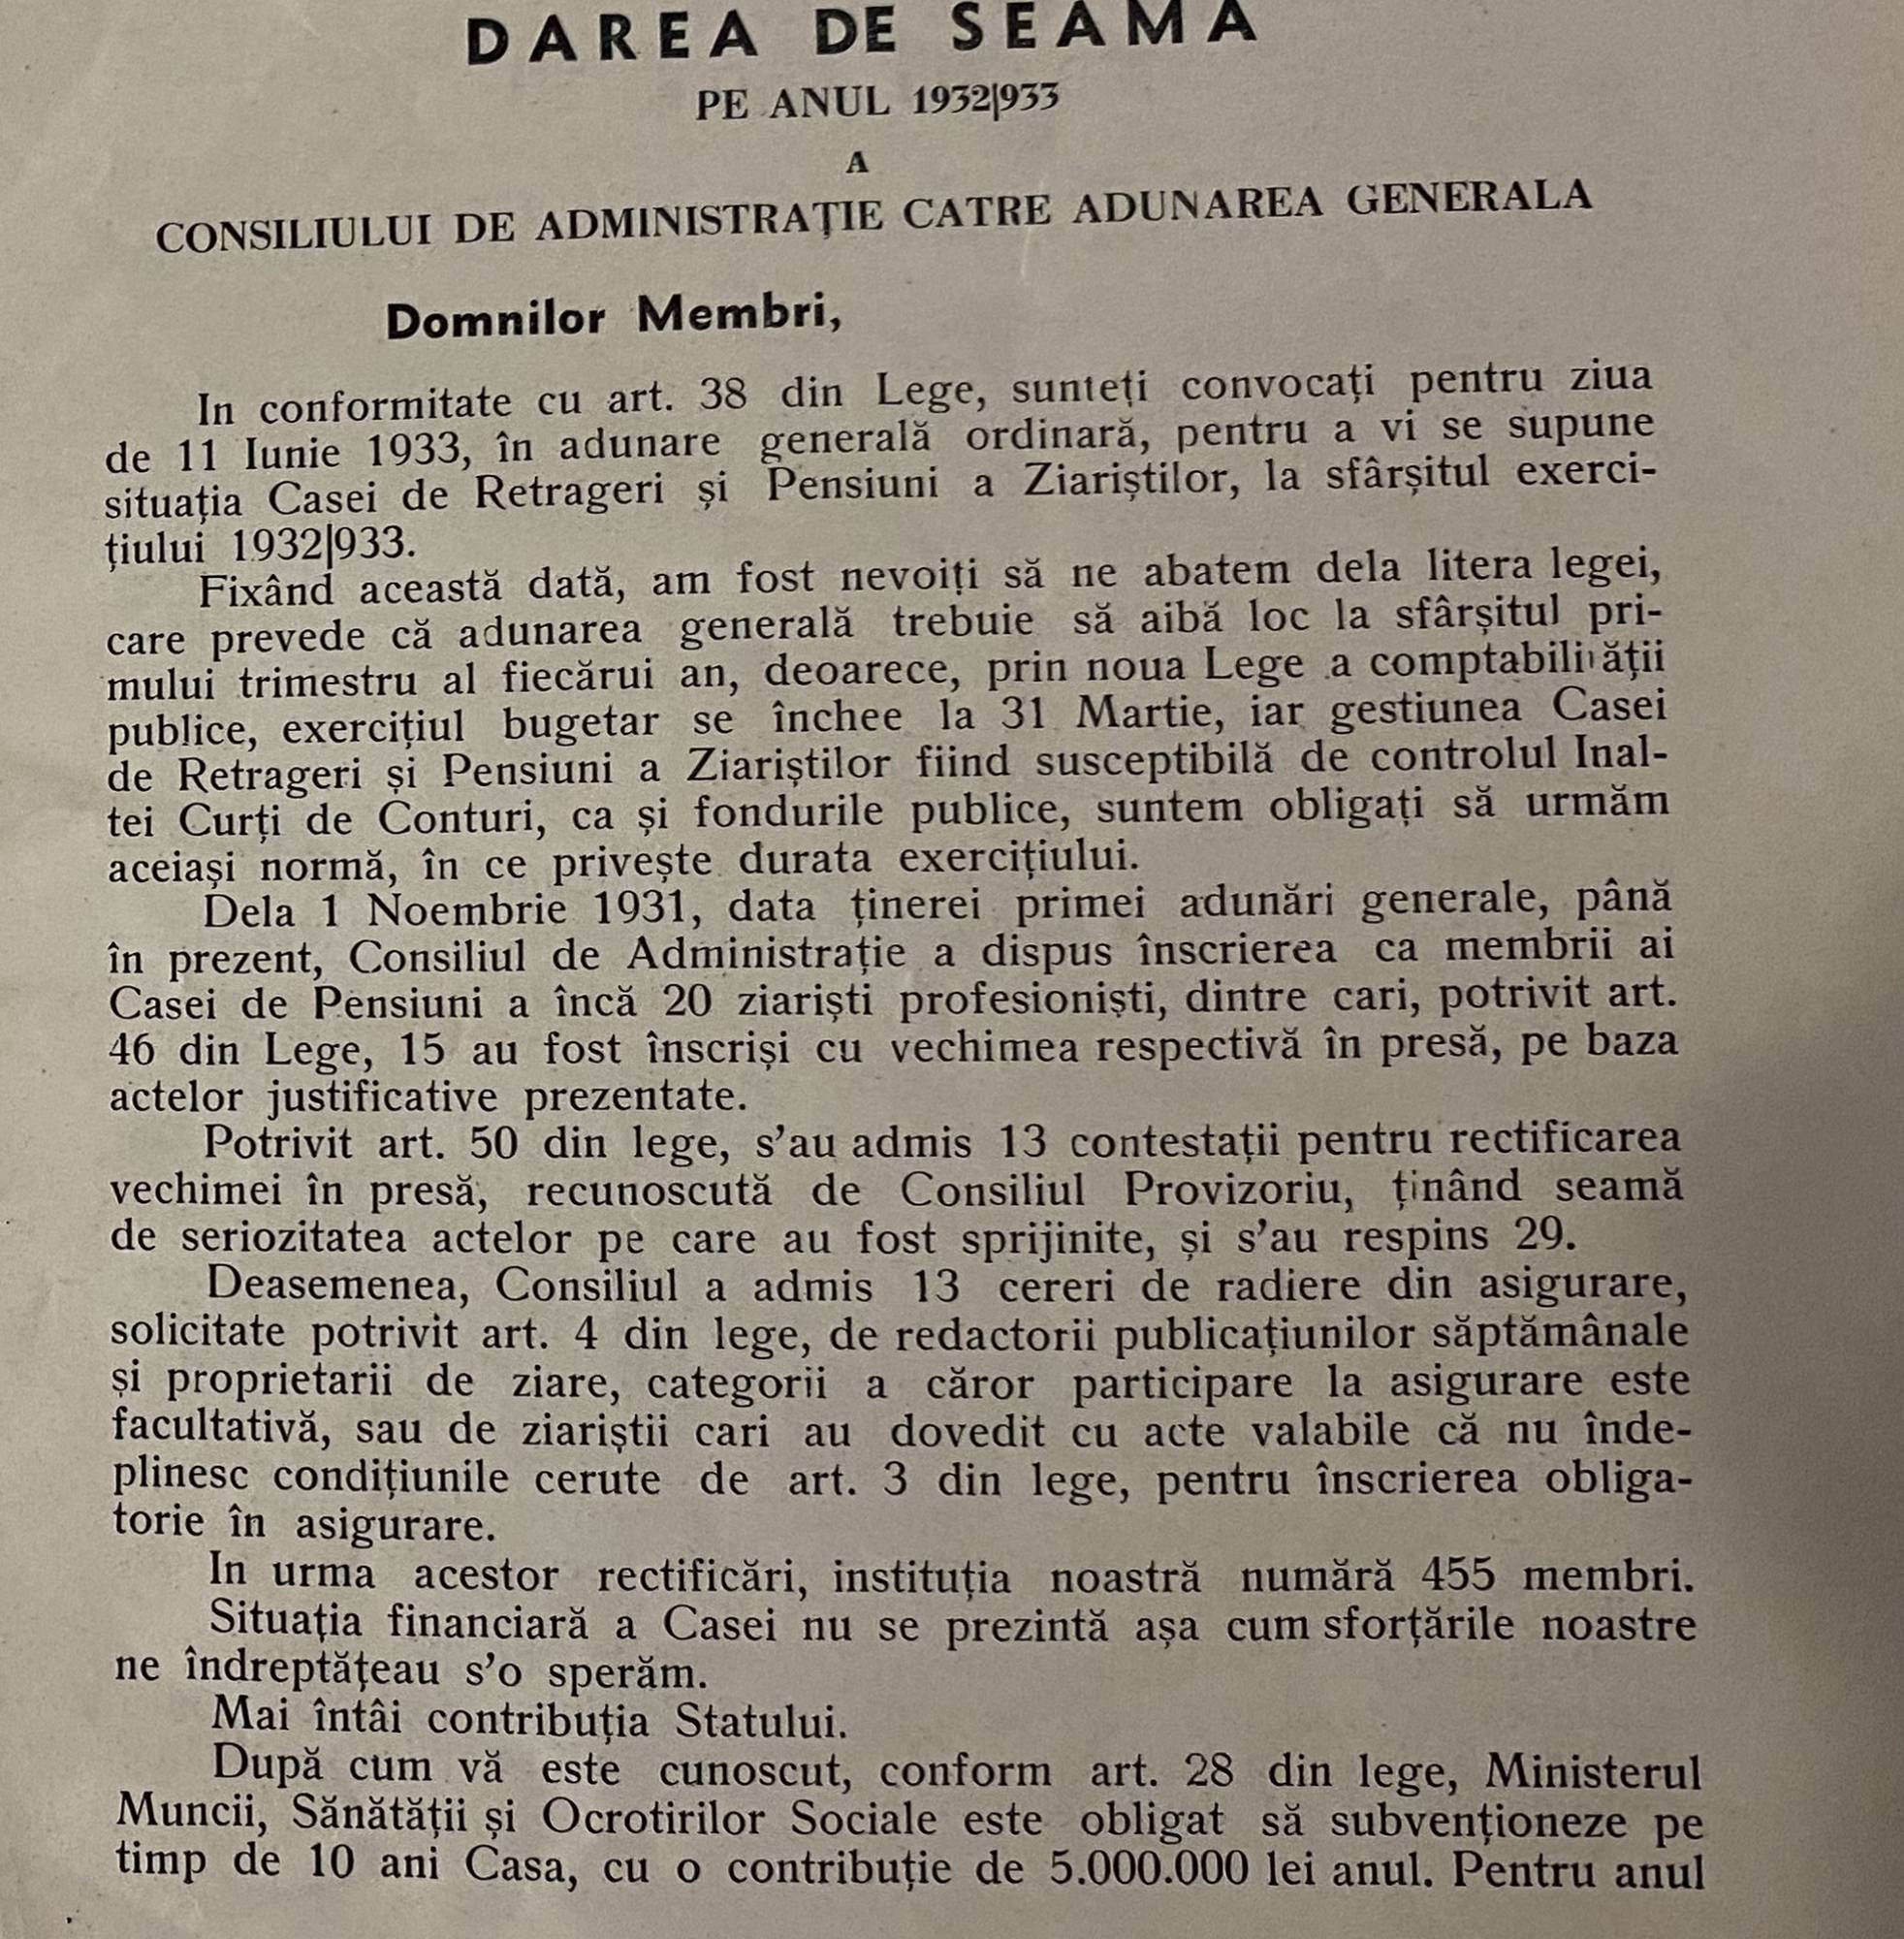 DAREA DE SEAMA
PE ANUL 1932|933
A
CONSILIULUI DE ADMINISTRAȚIE CATRE ADUNAREA GENERALA
Domnilor Membri,
In conformitate cu art. 38 din Lege, sunteți convocați pentru ziua
de 11 Iunie 1933, în adunare generală ordinară, pentru a vi se supune
situația Casei de Retrageri și Pensiuni a Ziariștilor, la sfârșitul exerci-
țiului 1932|933.
Fixând această dată, am fost nevoiți să ne abatem dela litera legei,
care prevede că adunarea generală trebuie să aibă loc la sfârșitul pri-
mului trimestru al fiecărui an, deoarece, prin noua Lege a comptabilității
publice, exercițiul bugetar se închee la 31 Martie, iar gestiunea Casei
de Retrageri și Pensiuni a Ziariștilor fiind susceptibilă de controlul Inal-
tei Curți de Conturi, ca și fondurile publice, suntem obligați să urmăm
aceiași normă, în ce privește durata exercițiului.
Dela 1 Noembrie 1931, data ținerei primei adunări generale, până
în prezent, Consiliul de Administrație a dispus înscrierea ca membrii ai
Casei de Pensiuni a încă 20 ziariști profesioniști, dintre cari, potrivit art.
46 din Lege, 15 au fost înscriși cu vechimea respectivă în presă, pe baza
actelor justificative prezentate.
Potrivit art. 50 din lege, s'au admis 13 contestații pentru rectificarea
vechimei în presă, recunoscută de Consiliul Provizoriu, ținând seamă
de seriozitatea actelor pe care au fost sprijinite, și s'au respins 29.
Deasemenea, Consiliul a admis 13 cereri de radiere din asigurare,
solicitate potrivit art. 4 din lege, de redactorii publicațiunilor săptămânale
și proprietarii de ziare, categorii a căror participare la asigurare este
facultativă, sau de ziariștii cari au dovedit cu acte valabile că nu înde-
plinesc condițiunile cerute de art. 3 din lege, pentru înscrierea obliga-
torie în asigurare.
In urma acestor rectificări, instituția noastră numără 455 membri.
Situația financiară a Casei nu se prezintă așa cum sforțările noastre
ne îndreptățeau s'o sperăm.
Mai întâi contribuția Statului.
După cum vă este cunoscut, conform art. 28 din lege, Ministerul
Muncii, Sănătății și Ocrotirilor Sociale este obligat să subvenționeze pe
timp de 10 ani Casa, cu o contribuție de 5.000.000 lei anul. Pentru anul